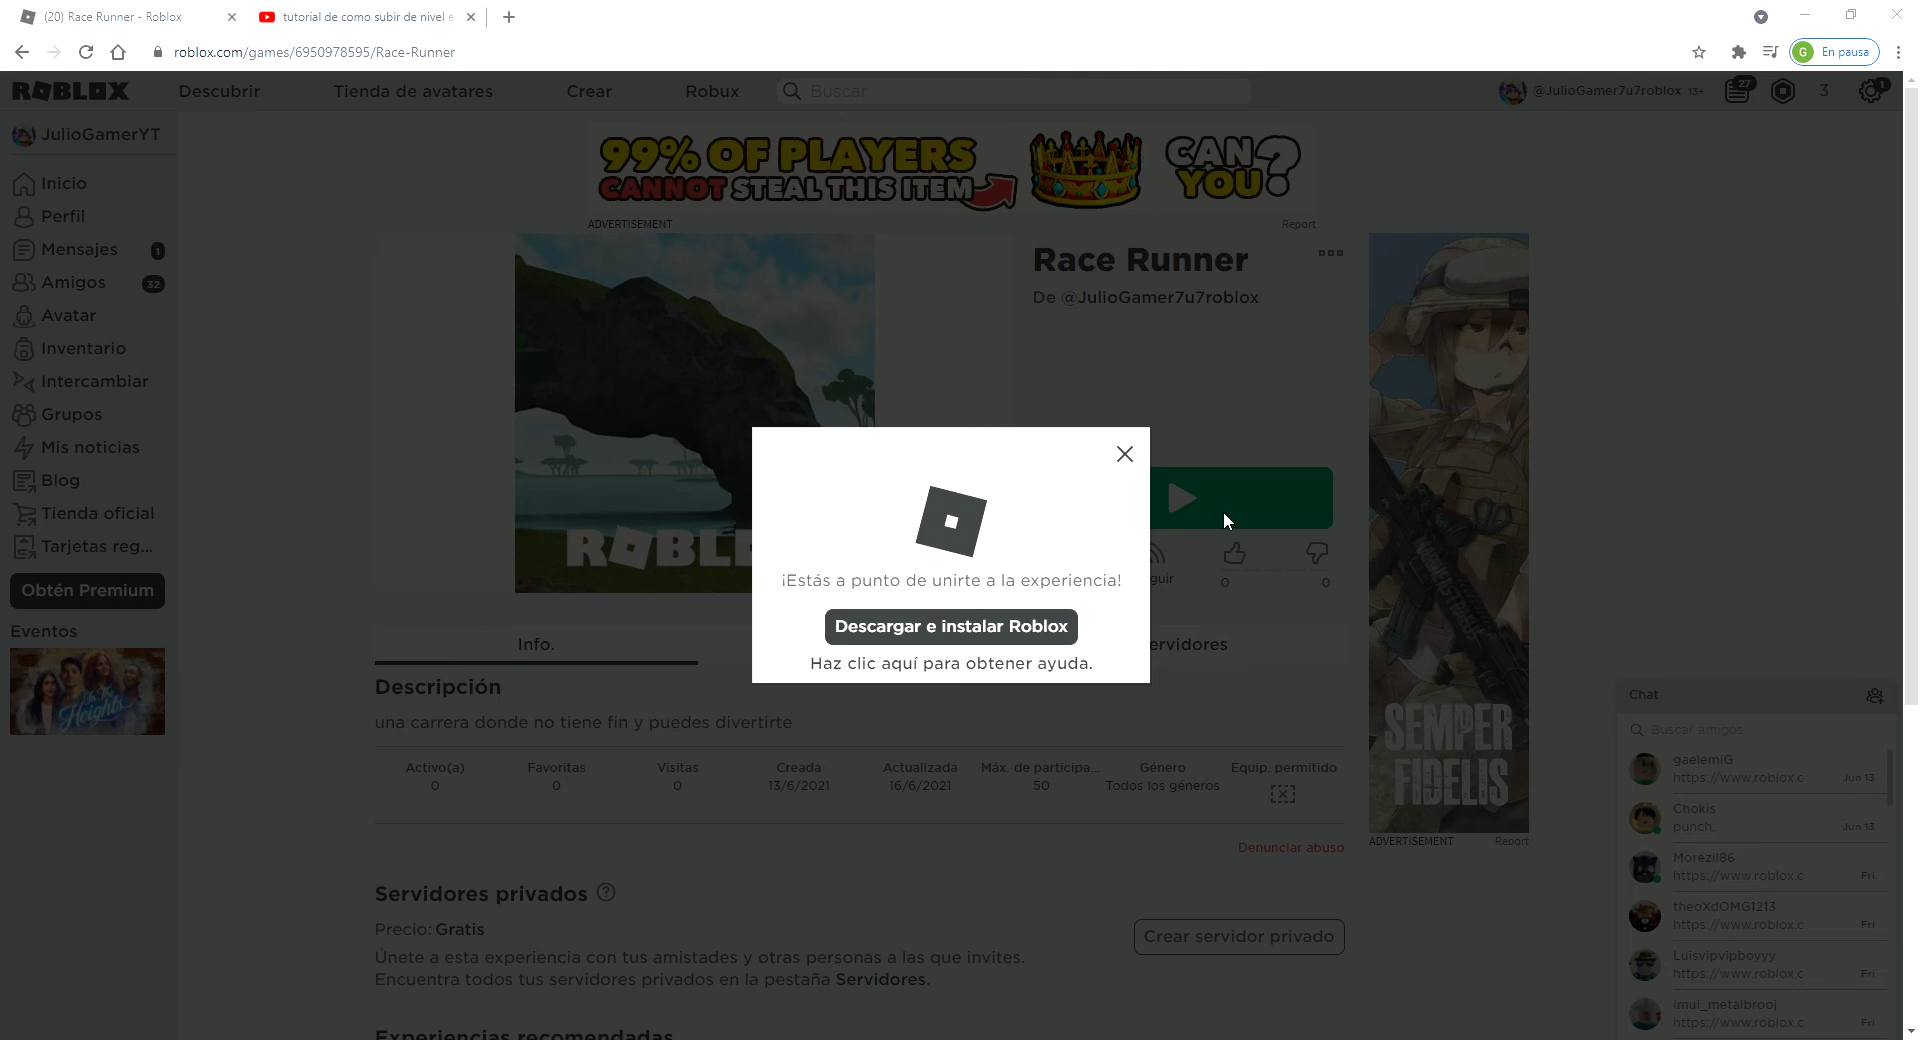 (20) Race Runner - Roblox
tutorial de como subir de nivel e
roblox.com/games/6950978595/Race-Runner
G
En pausa
ROBLOX
Descubrir
Tienda de avatares
Crear
Robux
Buscar
@JulioGamer7u7roblox 13+
27
3
1
JulioGamerYT
Inicio
Perfil
Mensajes
1
Amigos
32
Avatar
Inventario
Intercambiar
Grupos
Mis noticias
Blog
Tienda oficial
Tarjetas reg...
Obtén Premium
Eventos
In The
Heights
99% OF PLAYERS
CANNOT STEAL THIS ITEM
CAN
YOU?
ADVERTISEMENT
Report
ROBLO
Race Runner
De @JulioGamer7u7roblox
guir
0
0
¡Estás a punto de unirte a la experiencia!
Descargar e instalar Roblox
Haz clic aquí para obtener ayuda.
Info.
ervidores
Descripción
una carrera donde no tiene fin y puedes divertirte
Activo(a)
0
Favoritas
0
Visitas
0
Creada
13/6/2021
Actualizada
16/6/2021
Máx. de participa...
50
Género
Todos los géneros
Equip. permitido
Denunciar abuso
Servidores privados
Precio: Gratis
Únete a esta experiencia con tus amistades y otras personas a las que invites.
Encuentra todos tus servidores privados en la pestaña Servidores.
Crear servidor privado
Experiencias recomendadas
SEMPER
FIDELIS
ADVERTISEMENT
Report
Chat
Buscar amigos
gaelemiG
https://www.roblox.c
Jun 13
Chokis
punch.
Jun 13
Morezil86
https://www.roblox.c
Fri
theoXdOMG1213
https://www.roblox.c
Fri
Luisvipvipboyyy
https://www.roblox.c
Fri
imul_metalbrooj
https://www.roblox.c
Fri